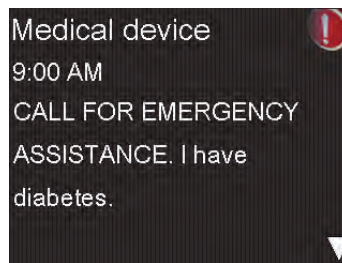 Medical device
9:00 AM
CALL FOR EMERGENCY
ASSISTANCE. I have
diabetes.